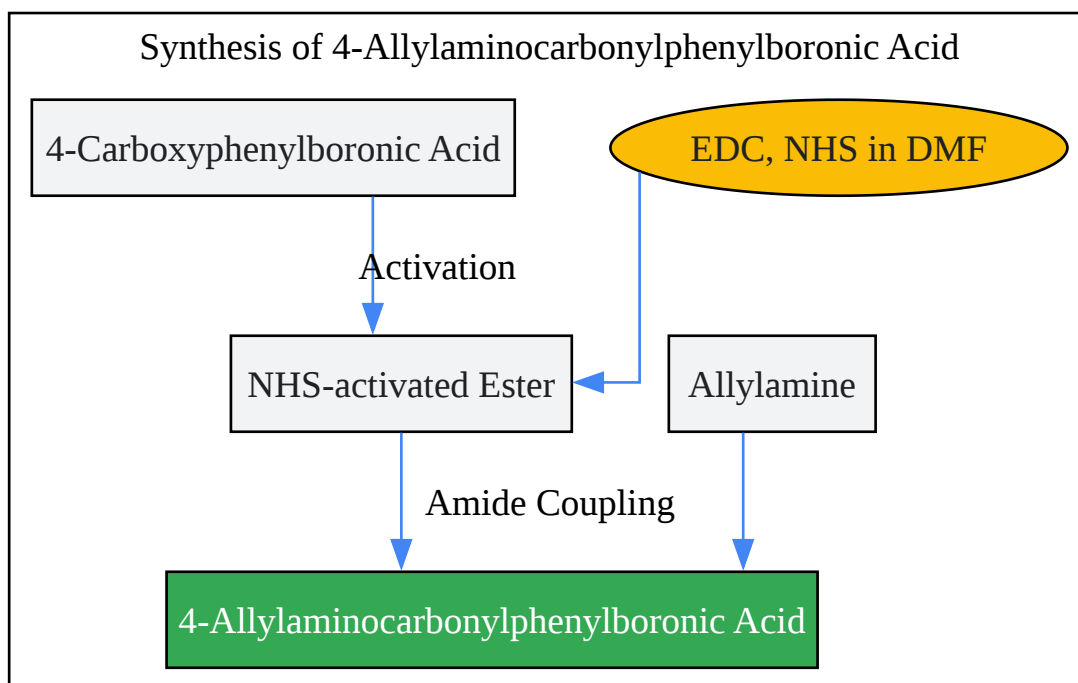 Synthesis of 4-Allylaminocarbonylphenylboronic Acid
4-Carboxyphenylboronic Acid
EDC, NHS in DMF
Activation
NHS-activated Ester
Allylamine
Amide Coupling
4-Allylaminocarbonylphenylboronic Acid